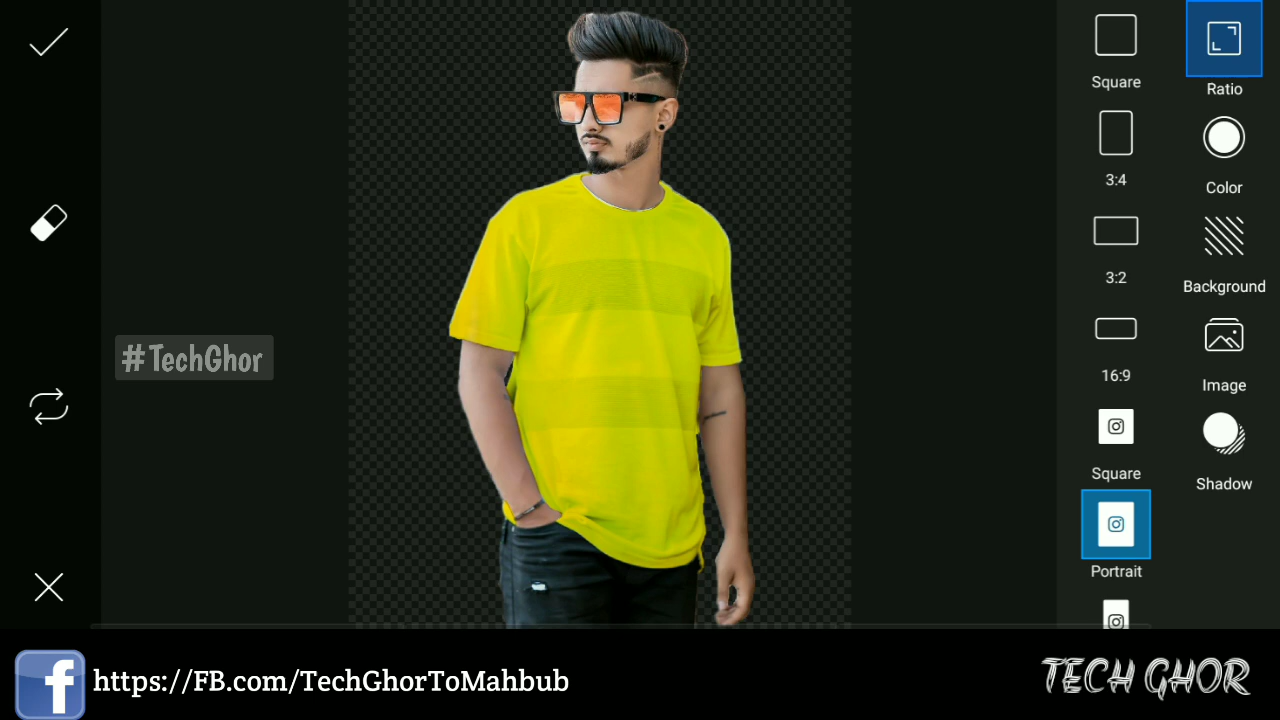 Square
Ratio
3:4
Color
3:2
Background
16:9
Image
Square
Shadow
Portrait
#TechGhor
https://FB.com/TechGhorToMahbub
TECH GHOR